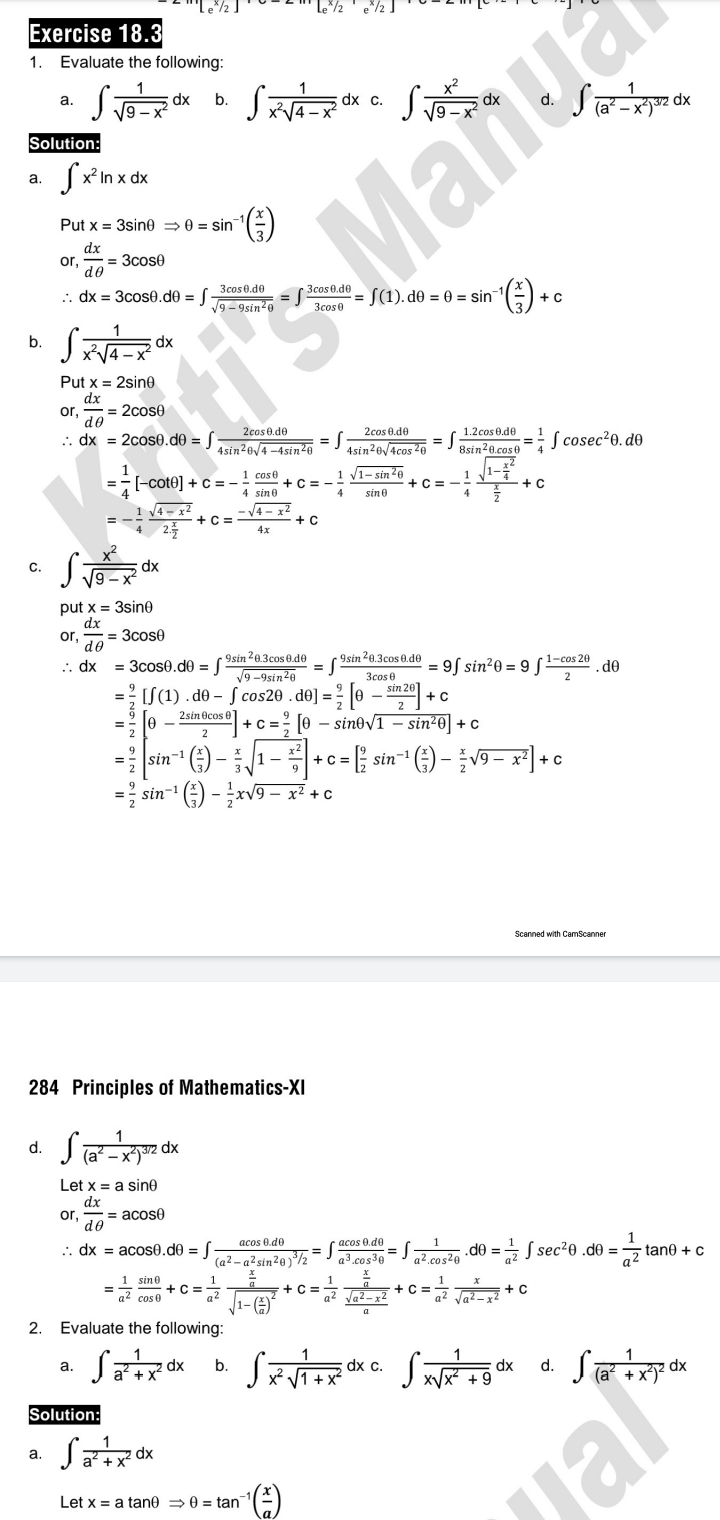 Exercise 18.3
1. Evaluate the following:
a. ∫ 1/√(9 – x²) dx b. ∫ 1/(x²√(4 – x²)) dx c. ∫ x²/√(9 – x²) dx d. ∫ 1/(a² – x²)^(3/2) dx
Solution:
a. ∫ x² ln x dx
Put x = 3sinθ ⇒ θ = sin⁻¹(x/3)
or, dx/dθ = 3cosθ
∴ dx = 3cosθ.dθ = ∫ 3cosθ.dθ/√(9 – 9sin²θ) = ∫ 3cosθ.dθ/3cosθ = ∫(1).dθ = θ = sin⁻¹(x/3) + c
b. ∫ 1/(x²√(4 – x²)) dx
Put x = 2sinθ
or, dx/dθ = 2cosθ
∴ dx = 2cosθ.dθ = ∫ 2cosθ.dθ/(4sin²θ√(4 – 4sin²θ)) = ∫ 2cosθ.dθ/(4sin²θ√(4cos²θ)) = ∫ 1.2cosθ.dθ/(8sin²θ.cosθ) = 1/4 ∫ cosec²θ.dθ
= 1/4 [-cotθ] + c = – 1/4 cosθ/sinθ + c = – 1/4 √(1 – sin²θ)/sinθ + c = – 1/4 √(1 – x²/4)/(x/2) + c
= – 1/4 √(4 – x²)/(2.x/2) + c = –√(4 – x²)/4x + c
c. ∫ x²/√(9 – x²) dx
put x = 3sinθ
or, dx/dθ = 3cosθ
∴ dx = 3cosθ.dθ = ∫ 9sin²θ.3cosθ.dθ/√(9 – 9sin²θ) = ∫ 9sin²θ.3cosθ.dθ/3cosθ = 9∫ sin²θ = 9 ∫ (1–cos2θ)/2 .dθ
= 9/2 [∫(1).dθ – ∫ cos2θ.dθ] = 9/2 [θ – sin2θ/2] + c
= 9/2 [θ – 2sinθcosθ/2] + c = 9/2 [θ – sinθ√(1 – sin²θ)] + c
= 9/2 [sin⁻¹(x/3) – x/3 √(1 – x²/9)] + c = [9/2 sin⁻¹(x/3) – x/2 √(9 – x²)] + c
= 9/2 sin⁻¹(x/3) – 1/2 x√(9 – x²) + c
Scanned with CamScanner
284 Principles of Mathematics-XI
d. ∫ 1/(a² – x²)^(3/2) dx
Let x = a sinθ
or, dx/dθ = acosθ
∴ dx = acosθ.dθ = ∫ acosθ.dθ/(a² – a²sin²θ)^(3/2) = ∫ acosθ.dθ/(a³.cos³θ) = ∫ 1/(a².cos²θ) .dθ = 1/a² ∫ sec²θ .dθ = 1/a² tanθ + c
= 1/a² sinθ/cosθ + c = 1/a² (x/a)/√(1–(x/a)²) + c = 1/a² (x/a)/(√(a² – x²)/a) + c = 1/a² x/√(a² – x²) + c
2. Evaluate the following:
a. ∫ 1/(a² + x²) dx b. ∫ 1/(x² √(1 + x²)) dx c. ∫ 1/(x√(x² + 9)) dx d. ∫ 1/(a² + x²)² dx
Solution:
a. ∫ 1/(a² + x²) dx
Let x = a tanθ ⇒ θ = tan⁻¹(x/a)
Kriti's Manual